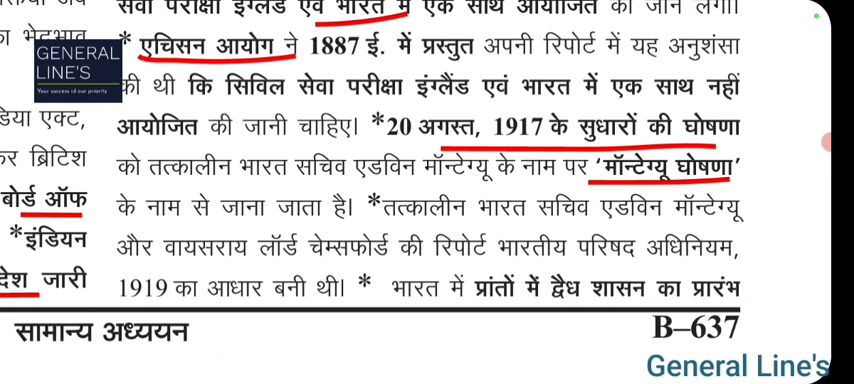 सेवा परीक्षा इंग्लैंड एवं भारत में एक साथ आयोजित की जाने लगी।
का भेदभाव
* एचिसन आयोग ने 1887 ई. में प्रस्तुत अपनी रिपोर्ट में यह अनुशंसा
GENERAL
LINE'S
Your success is our priority
की थी कि सिविल सेवा परीक्षा इंग्लैंड एवं भारत में एक साथ नहीं
डिया एक्ट,
आयोजित की जानी चाहिए। *20 अगस्त, 1917 के सुधारों की घोषणा
कर ब्रिटिश
को तत्कालीन भारत सचिव एडविन मॉन्टेग्यू के नाम पर ‘मॉन्टेग्यू घोषणा’
बोर्ड ऑफ
के नाम से जाना जाता है। *तत्कालीन भारत सचिव एडविन मॉन्टेग्यू
*इंडियन
और वायसराय लॉर्ड चेम्सफोर्ड की रिपोर्ट भारतीय परिषद अधिनियम,
देश जारी
1919 का आधार बनी थी। * भारत में प्रांतों में द्वैध शासन का प्रारंभ
सामान्य अध्ययन
B–637
General Line's